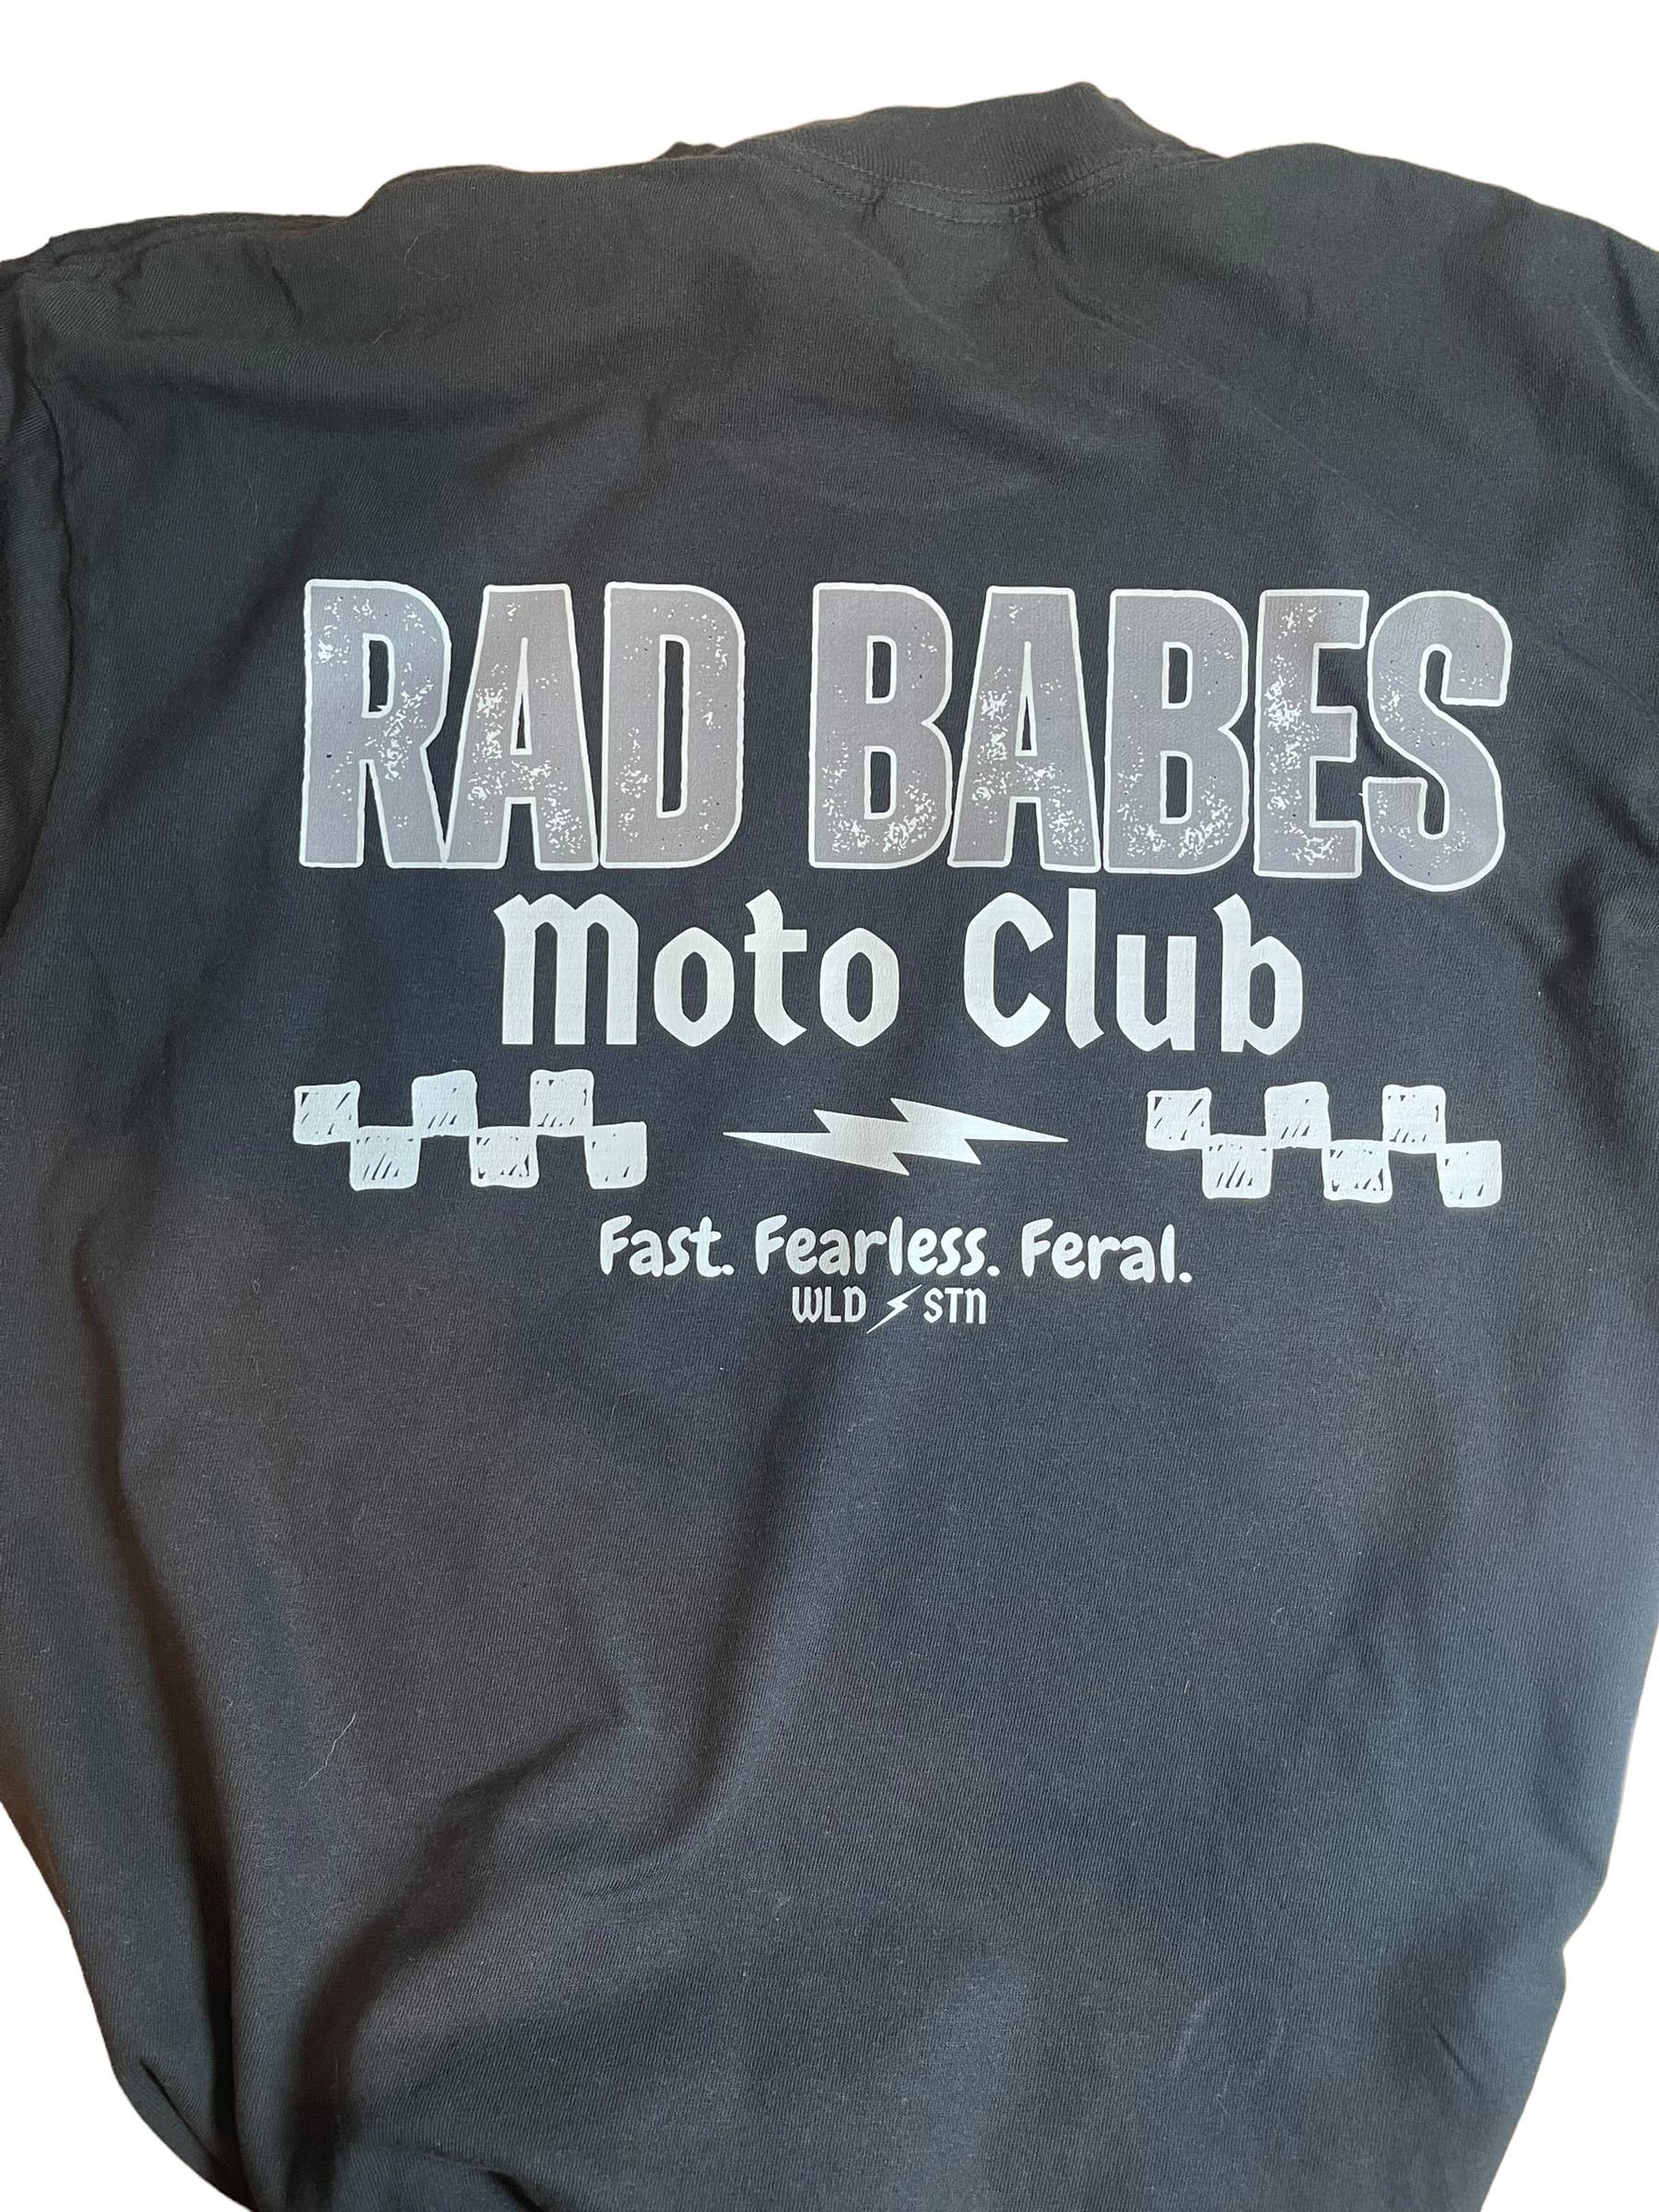 RAD BABES
Moto Club
Fast. Fearless. Feral.
WLD STN